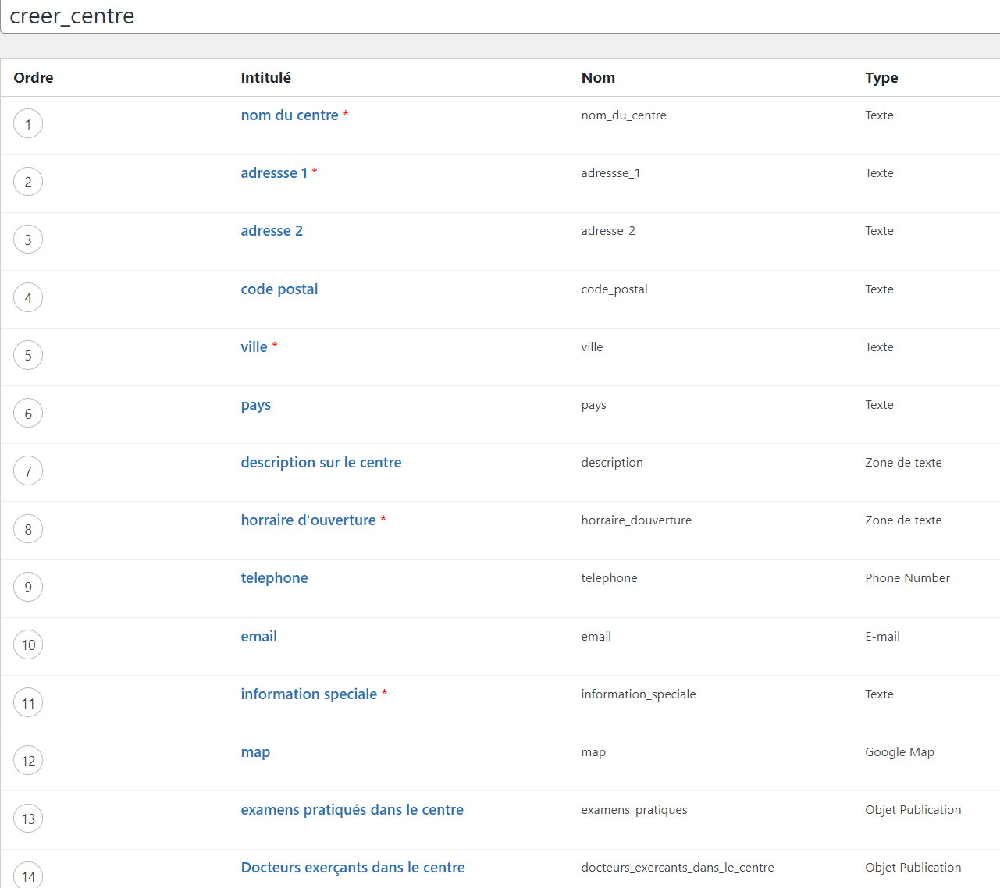 creer_centre
Ordre Intitulé Nom Type
1 nom du centre * nom_du_centre Texte
2 adressse 1 * adressse_1 Texte
3 adresse 2 adresse_2 Texte
4 code postal code_postal Texte
5 ville * ville Texte
6 pays pays Texte
7 description sur le centre description Zone de texte
8 horraire d'ouverture * horraire_douverture Zone de texte
9 telephone telephone Phone Number
10 email email E-mail
11 information speciale * information_speciale Texte
12 map map Google Map
13 examens pratiqués dans le centre examens_pratiques Objet Publication
14 Docteurs exerçants dans le centre docteurs_exercants_dans_le_centre Objet Publication